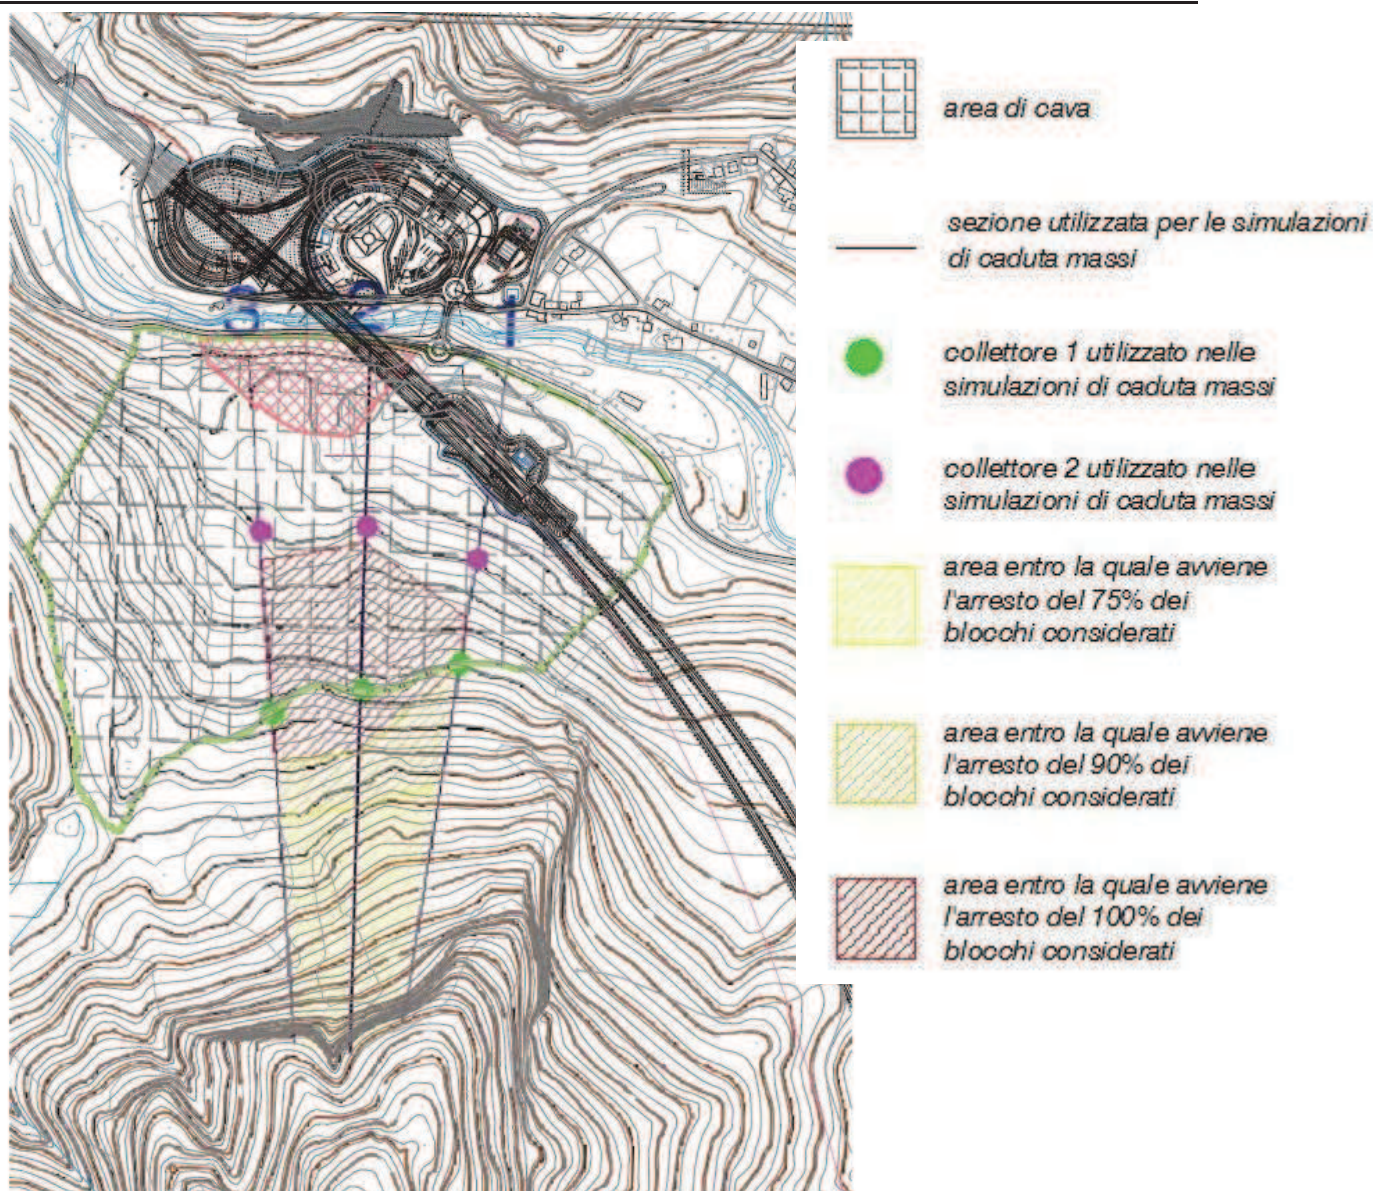 3 2 1
area di cava
sezione utilizzata per le simulazioni
di caduta massi
collettore 1 utilizzato nelle
simulazioni di caduta massi
collettore 2 utilizzato nelle
simulazioni di caduta massi
area entro la quale avviene
l'arresto del 75% dei
blocchi considerati
area entro la quale avviene
l'arresto del 90% dei
blocchi considerati
area entro la quale avviene
l'arresto del 100% dei
blocchi considerati